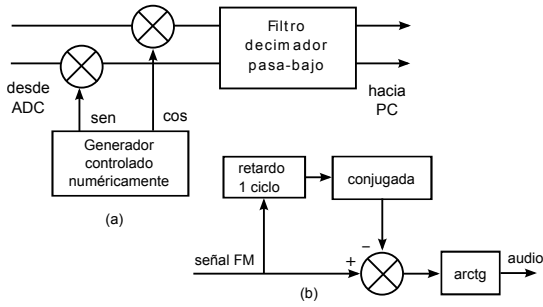 Filtro
decimador
pasa-bajo
desde
ADC
hacia
PC
sen
cos
Generador
controlado
numéricamente
(a)
retardo
1 ciclo
conjugada
señal FM
+
−
arctg
audio
(b)